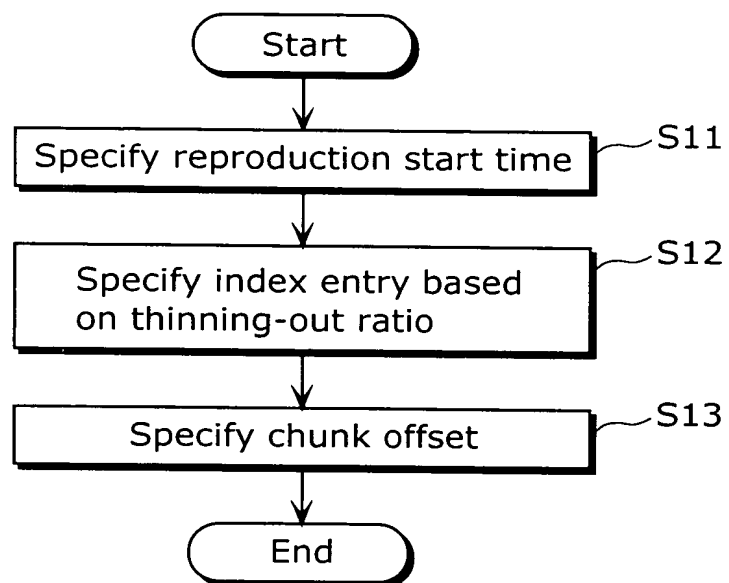 Start
Specify reproduction start time
S11
Specify index entry based
on thinning-out ratio
S12
Specify chunk offset
S13
End